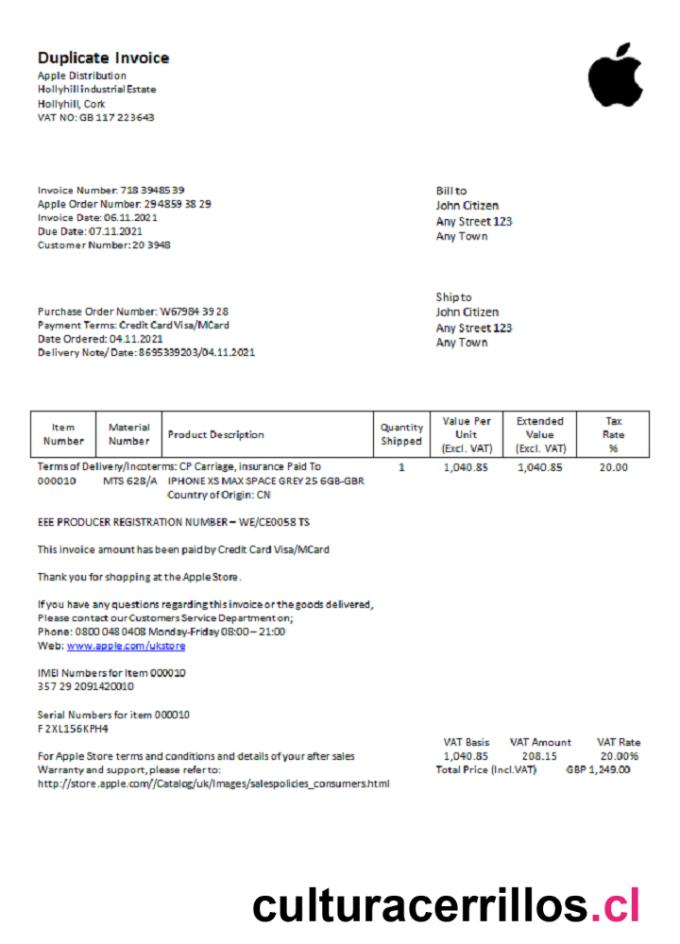 Duplicate Invoice
Apple Distribution
Hollyhill industrial Estate
Hollyhill, Cork
VAT NO: GB 117 223643
Invoice Number: 718 3948539
Apple Order Number: 294859 38 29
Invoice Date: 06.11.2021
Due Date: 07.11.2021
Customer Number: 20 3948
Bill to
John Citizen
Any Street 123
Any Town
Purchase Order Number: W67984 39 28
Payment Terms: Credit Card Visa/MCard
Date Ordered: 04.11.2021
Delivery Note/ Date: 8695339203/04.11.2021
Ship to
John Citizen
Any Street 123
Any Town
Item Number Material Number Product Description Quantity Shipped Value Per Unit (Excl. VAT) Extended Value (Excl. VAT) Tax Rate %
Terms of Delivery/Incoterms: CP Carriage, insurance Paid To 1 1,040.85 1,040.85 20.00
000010 MTS 628/A IPHONE XS MAX SPACE GREY 25 6GB-GBR
Country of Origin: CN
EEE PRODUCER REGISTRATION NUMBER – WE/CE0058 TS
This invoice amount has been paid by Credit Card Visa/MCard
Thank you for shopping at the Apple Store.
If you have any questions regarding this invoice or the goods delivered,
Please contact our Customers Service Department on;
Phone: 0800 048 0408 Monday-Friday 08:00 – 21:00
Web: www.apple.com/ukstore
IMEI Numbers for Item 000010
357 29 2091420010
Serial Numbers for item 000010
F 2XL156KPH4
For Apple Store terms and conditions and details of your after sales
Warranty and support, please refer to:
http://store.apple.com//Catalog/uk/Images/salespolicies_consumers.html
VAT Basis VAT Amount VAT Rate
1,040.85 208.15 20.00%
Total Price (Incl.VAT) GBP 1,249.00
culturacerrillos.cl